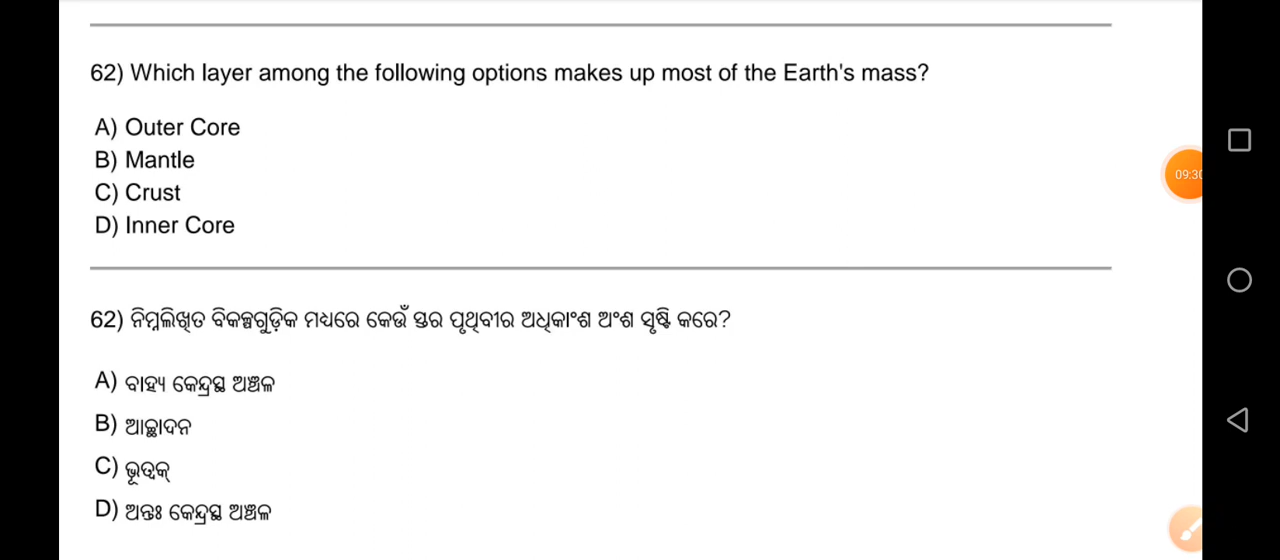 62) Which layer among the following options makes up most of the Earth's mass?
A) Outer Core
B) Mantle
C) Crust
D) Inner Core
09:30
62) ନିମ୍ନଲିଖିତ ବିକଳ୍ପଗୁଡ଼ିକ ମଧ୍ୟରେ କେଉଁ ସ୍ତର ପୃଥିବୀର ଅଧିକାଂଶ ଅଂଶ ସୃଷ୍ଟି କରେ?
A) ବାହ୍ୟ କେନ୍ଦ୍ରସ୍ଥ ଅଞ୍ଚଳ
B) ଆଚ୍ଛାଦନ
C) ଭୂତ୍ୱକ୍
D) ଅନ୍ତଃ କେନ୍ଦ୍ରସ୍ଥ ଅଞ୍ଚଳ